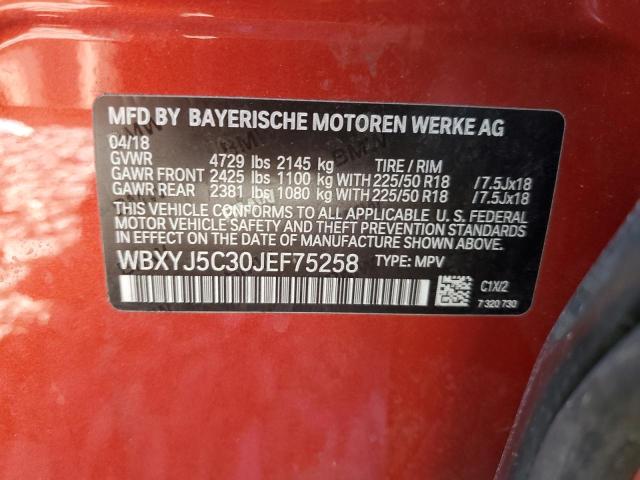 MFD BY BAYERISCHE MOTOREN WERKE AG
04/18
GVWR 4729 lbs 2145 kg TIRE / RIM
GAWR FRONT 2425 lbs 1100 kg WITH 225/50 R18 / 7.5Jx18
GAWR REAR 2381 lbs 1080 kg WITH 225/50 R18 / 7.5Jx18
THIS VEHICLE CONFORMS TO ALL APPLICABLE U. S. FEDERAL
MOTOR VEHICLE SAFETY AND THEFT PREVENTION
STANDARDS IN EFFECT ON THE DATE OF MANUFACTURE SHOWN ABOVE.
WBXYJ5C30JEF75258 TYPE: MPV
C1X/2
7 320 730